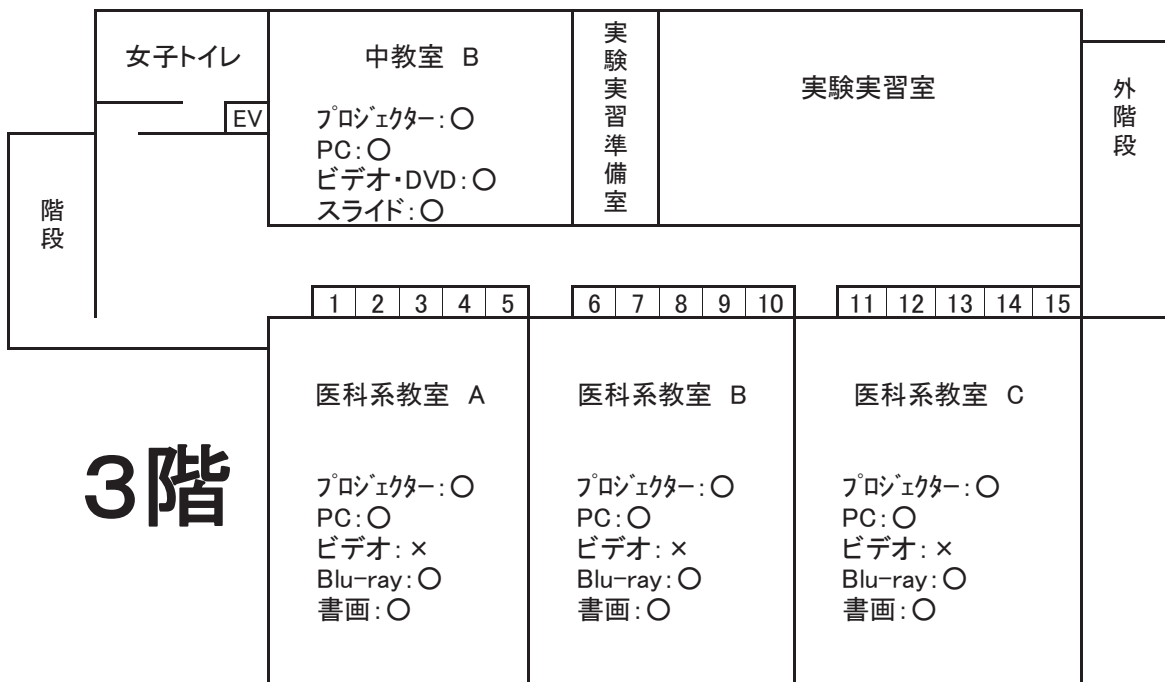 女子トイレ
EV
中教室 B
プロジェクター:○
PC:○
ビデオ・DVD:○
スライド:○
実験実習準備室
実験実習室
外階段
階段
1 2 3 4 5
6 7 8 9 10
11 12 13 14 15
3階
医科系教室 A
プロジェクター:○
PC:○
ビデオ:×
Blu-ray:○
書画:○
医科系教室 B
プロジェクター:○
PC:○
ビデオ:×
Blu-ray:○
書画:○
医科系教室 C
プロジェクター:○
PC:○
ビデオ:×
Blu-ray:○
書画:○